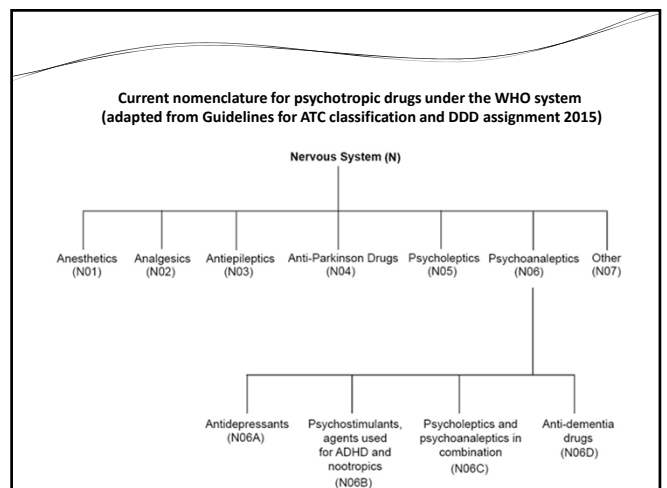 Current nomenclature for psychotropic drugs under the WHO system
(adapted from Guidelines for ATC classification and DDD assignment 2015)
Nervous System (N)
Anesthetics
(N01)
Analgesics
(N02)
Antiepileptics
(N03)
Anti-Parkinson Drugs
(N04)
Psycholeptics
(N05)
Psychoanaleptics
(N06)
Other
(N07)
Antidepressants
(N06A)
Psychostimulants,
agents used
for ADHD and
nootropics
(N06B)
Psycholeptics and
psychoanaleptics in
combination
(N06C)
Anti-dementia
drugs
(N06D)